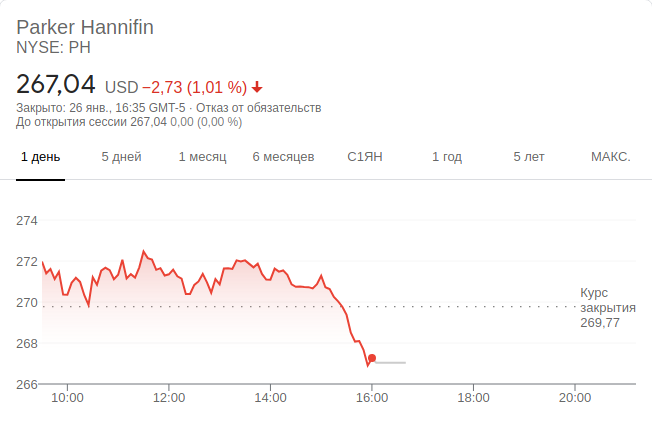 Parker Hannifin
NYSE: PH
267,04 USD −2,73 (1,01 %)
Закрыто: 26 янв., 16:35 GMT-5 · Отказ от обязательств
До открытия сессии 267,04 0,00 (0,00 %)
1 день 5 дней 1 месяц 6 месяцев С1ЯН 1 год 5 лет МАКС.
274
272
270
268
266
Курс
закрытия
269,77
10:00 12:00 14:00 16:00 18:00 20:00